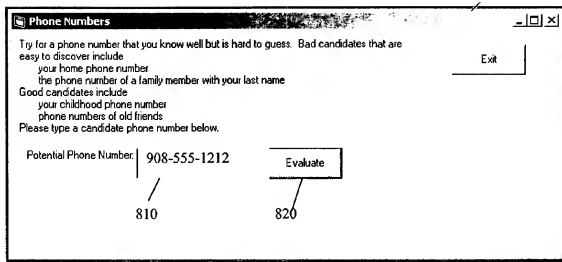 Phone Numbers
Try for a phone number that you know well but is hard to guess. Bad candidates that are
easy to discover include
your home phone number
the phone number of a family member with your last name
Good candidates include
your childhood phone number
phone numbers of old friends
Please type a candidate phone number below.
Exit
Potential Phone Number: 908-555-1212 Evaluate
810 820